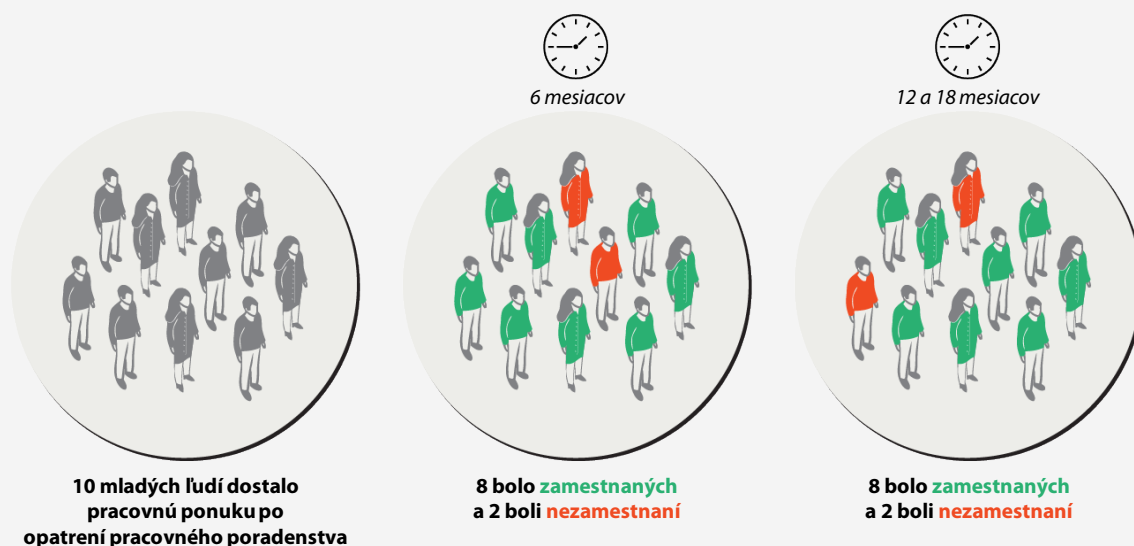 6 mesiacov
12 a 18 mesiacov
10 mladých ľudí dostalo
pracovnú ponuku po
opatrení pracovného poradenstva
8 bolo zamestnaných
a 2 boli nezamestnaní
8 bolo zamestnaných
a 2 boli nezamestnaní